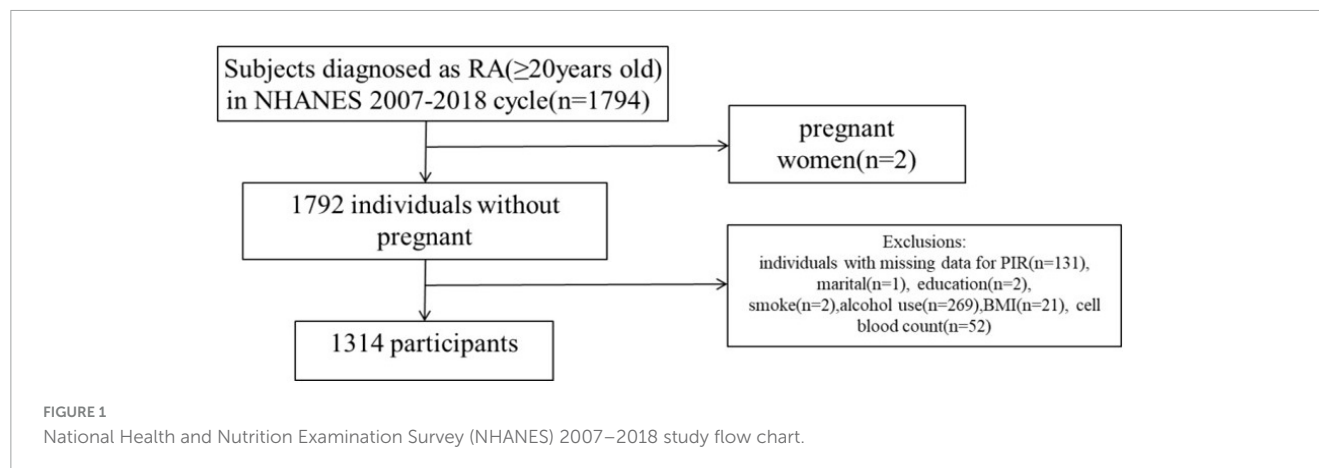 Subjects diagnosed as RA(≥20years old)
in NHANES 2007-2018 cycle(n=1794)
pregnant
women(n=2)
1792 individuals without
pregnant
Exclusions:
individuals with missing data for PIR(n=131),
marital(n=1), education(n=2),
smoke(n=2),alcohol use(n=269),BMI(n=21), cell
blood count(n=52)
1314 participants
FIGURE 1
National Health and Nutrition Examination Survey (NHANES) 2007–2018 study flow chart.